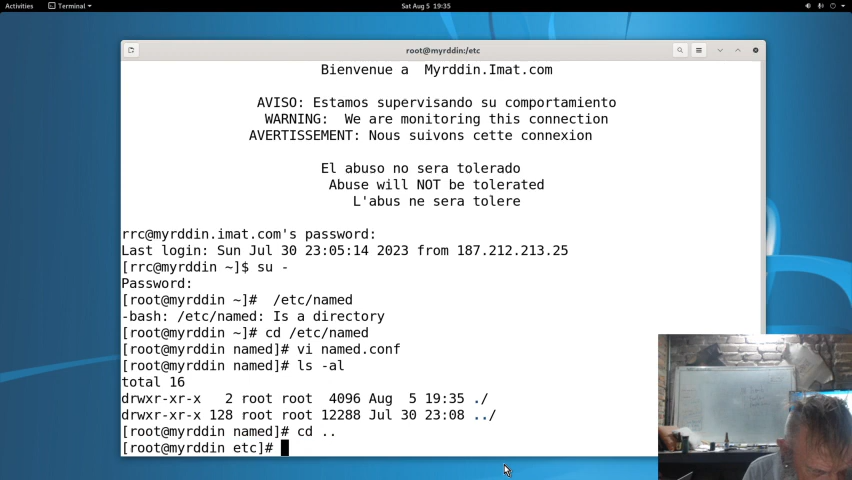 Activities Terminal Sat Aug 5 19:35
root@myrddin:/etc
Bienvenue a  Myrddin.Imat.com
AVISO: Estamos supervisando su comportamiento
WARNING:  We are monitoring this connection
AVERTISSEMENT: Nous suivons cette connexion
El abuso no sera tolerado
Abuse will NOT be tolerated
L'abus ne sera tolere
rrc@myrddin.imat.com's password:
Last login: Sun Jul 30 23:05:14 2023 from 187.212.213.25
[rrc@myrddin ~]$ su -
Password:
[root@myrddin ~]#  /etc/named
-bash: /etc/named: Is a directory
[root@myrddin ~]# cd /etc/named
[root@myrddin named]# vi named.conf
[root@myrddin named]# ls -al
total 16
drwxr-xr-x   2 root root  4096 Aug  5 19:35 ./
drwxr-xr-x 128 root root 12288 Jul 30 23:08 ../
[root@myrddin named]# cd ..
[root@myrddin etc]#